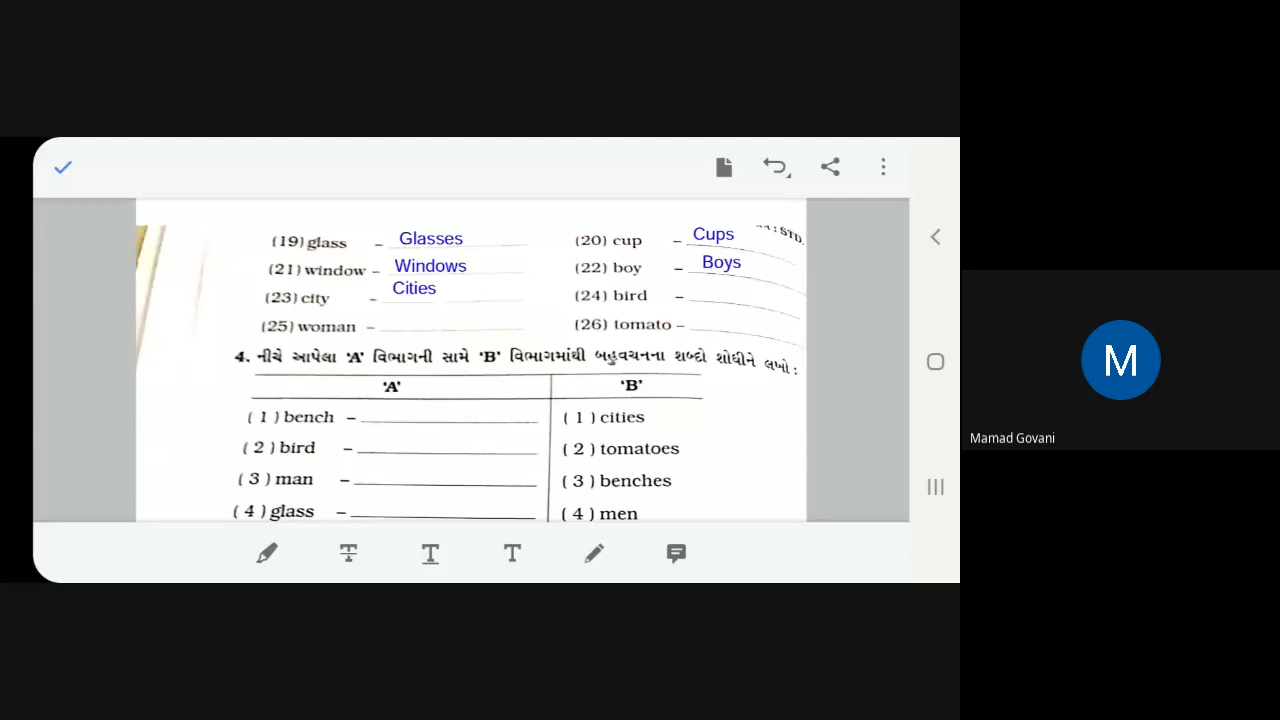 : STD.
(19) glass – Glasses (20) cup – Cups
(21) window – Windows (22) boy – Boys
(23) city – Cities (24) bird –
(25) woman – (26) tomato –
4. નીચે આપેલા ‘A’ વિભાગની સામે ‘B’ વિભાગમાંથી બહુવચનના શબ્દો શોધીને લખો :
‘A’ ‘B’
( 1 ) bench – ( 1 ) cities
( 2 ) bird – ( 2 ) tomatoes
( 3 ) man – ( 3 ) benches
( 4 ) glass – ( 4 ) men
M
Mamad Govani